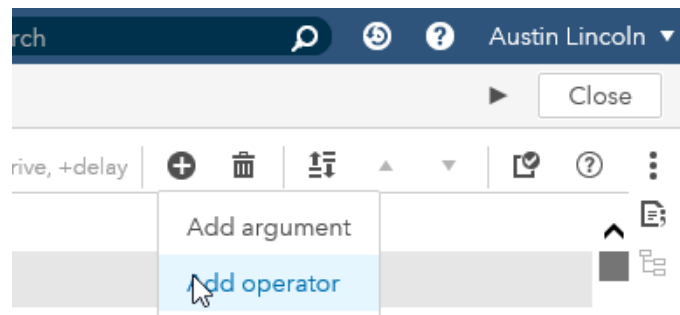 rch
Austin Lincoln
Close
rive, +delay
Add argument
Add operator